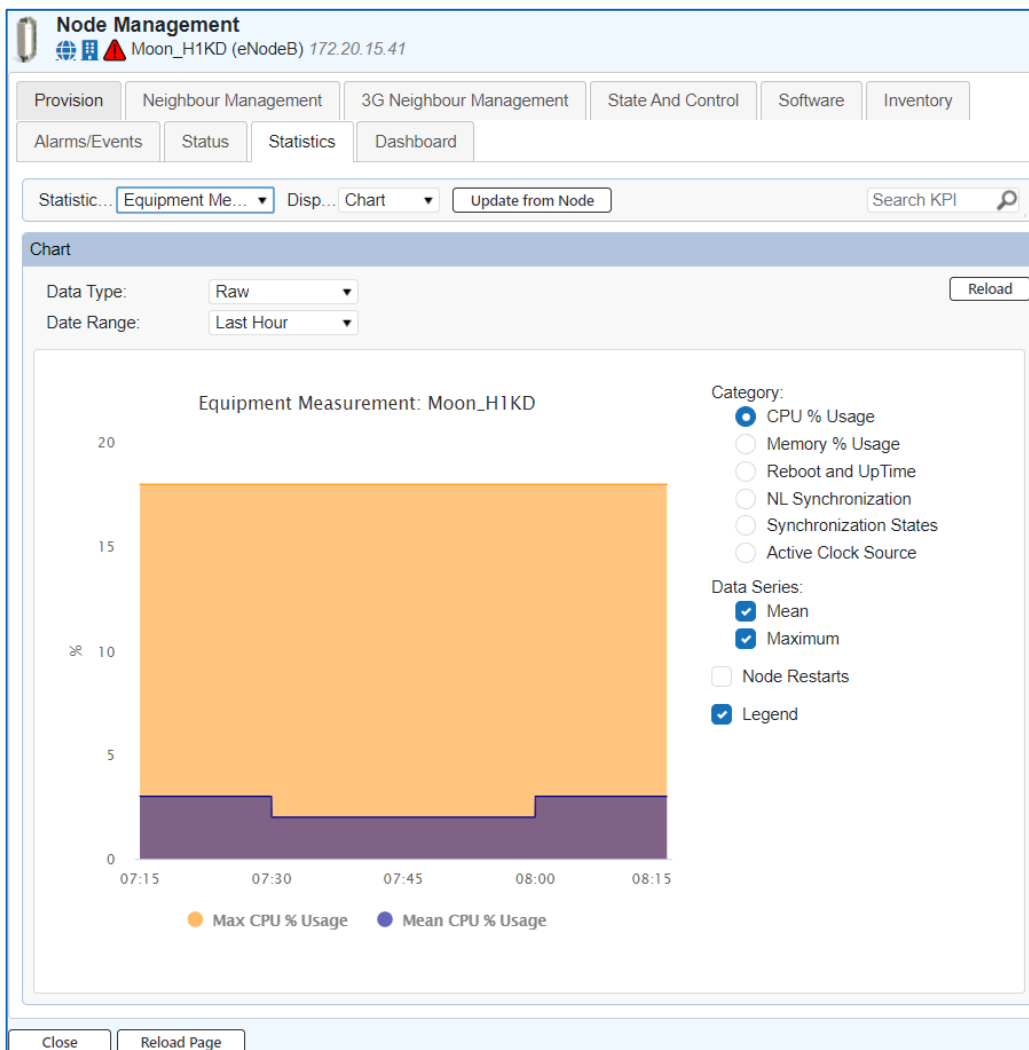 Node Management
Moon_H1KD (eNodeB) 172.20.15.41
Provision Neighbour Management 3G Neighbour Management State And Control Software Inventory
Alarms/Events Status Statistics Dashboard
Statistic... Equipment Me... Disp... Chart Update from Node Search KPI
Chart
Data Type: Raw Reload
Date Range: Last Hour
Equipment Measurement: Moon_H1KD
20
15
% 10
5
0
07:15 07:30 07:45 08:00 08:15
Max CPU % Usage Mean CPU % Usage
Category:
CPU % Usage
Memory % Usage
Reboot and UpTime
NL Synchronization
Synchronization States
Active Clock Source
Data Series:
Mean
Maximum
Node Restarts
Legend
Close Reload Page